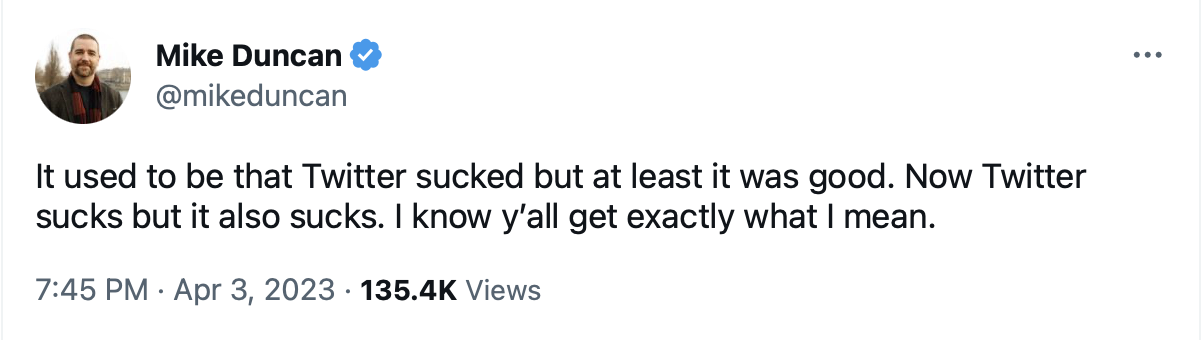 Mike Duncan
@mikeduncan
It used to be that Twitter sucked but at least it was good. Now Twitter
sucks but it also sucks. I know y’all get exactly what I mean.
7:45 PM · Apr 3, 2023 · 135.4K Views